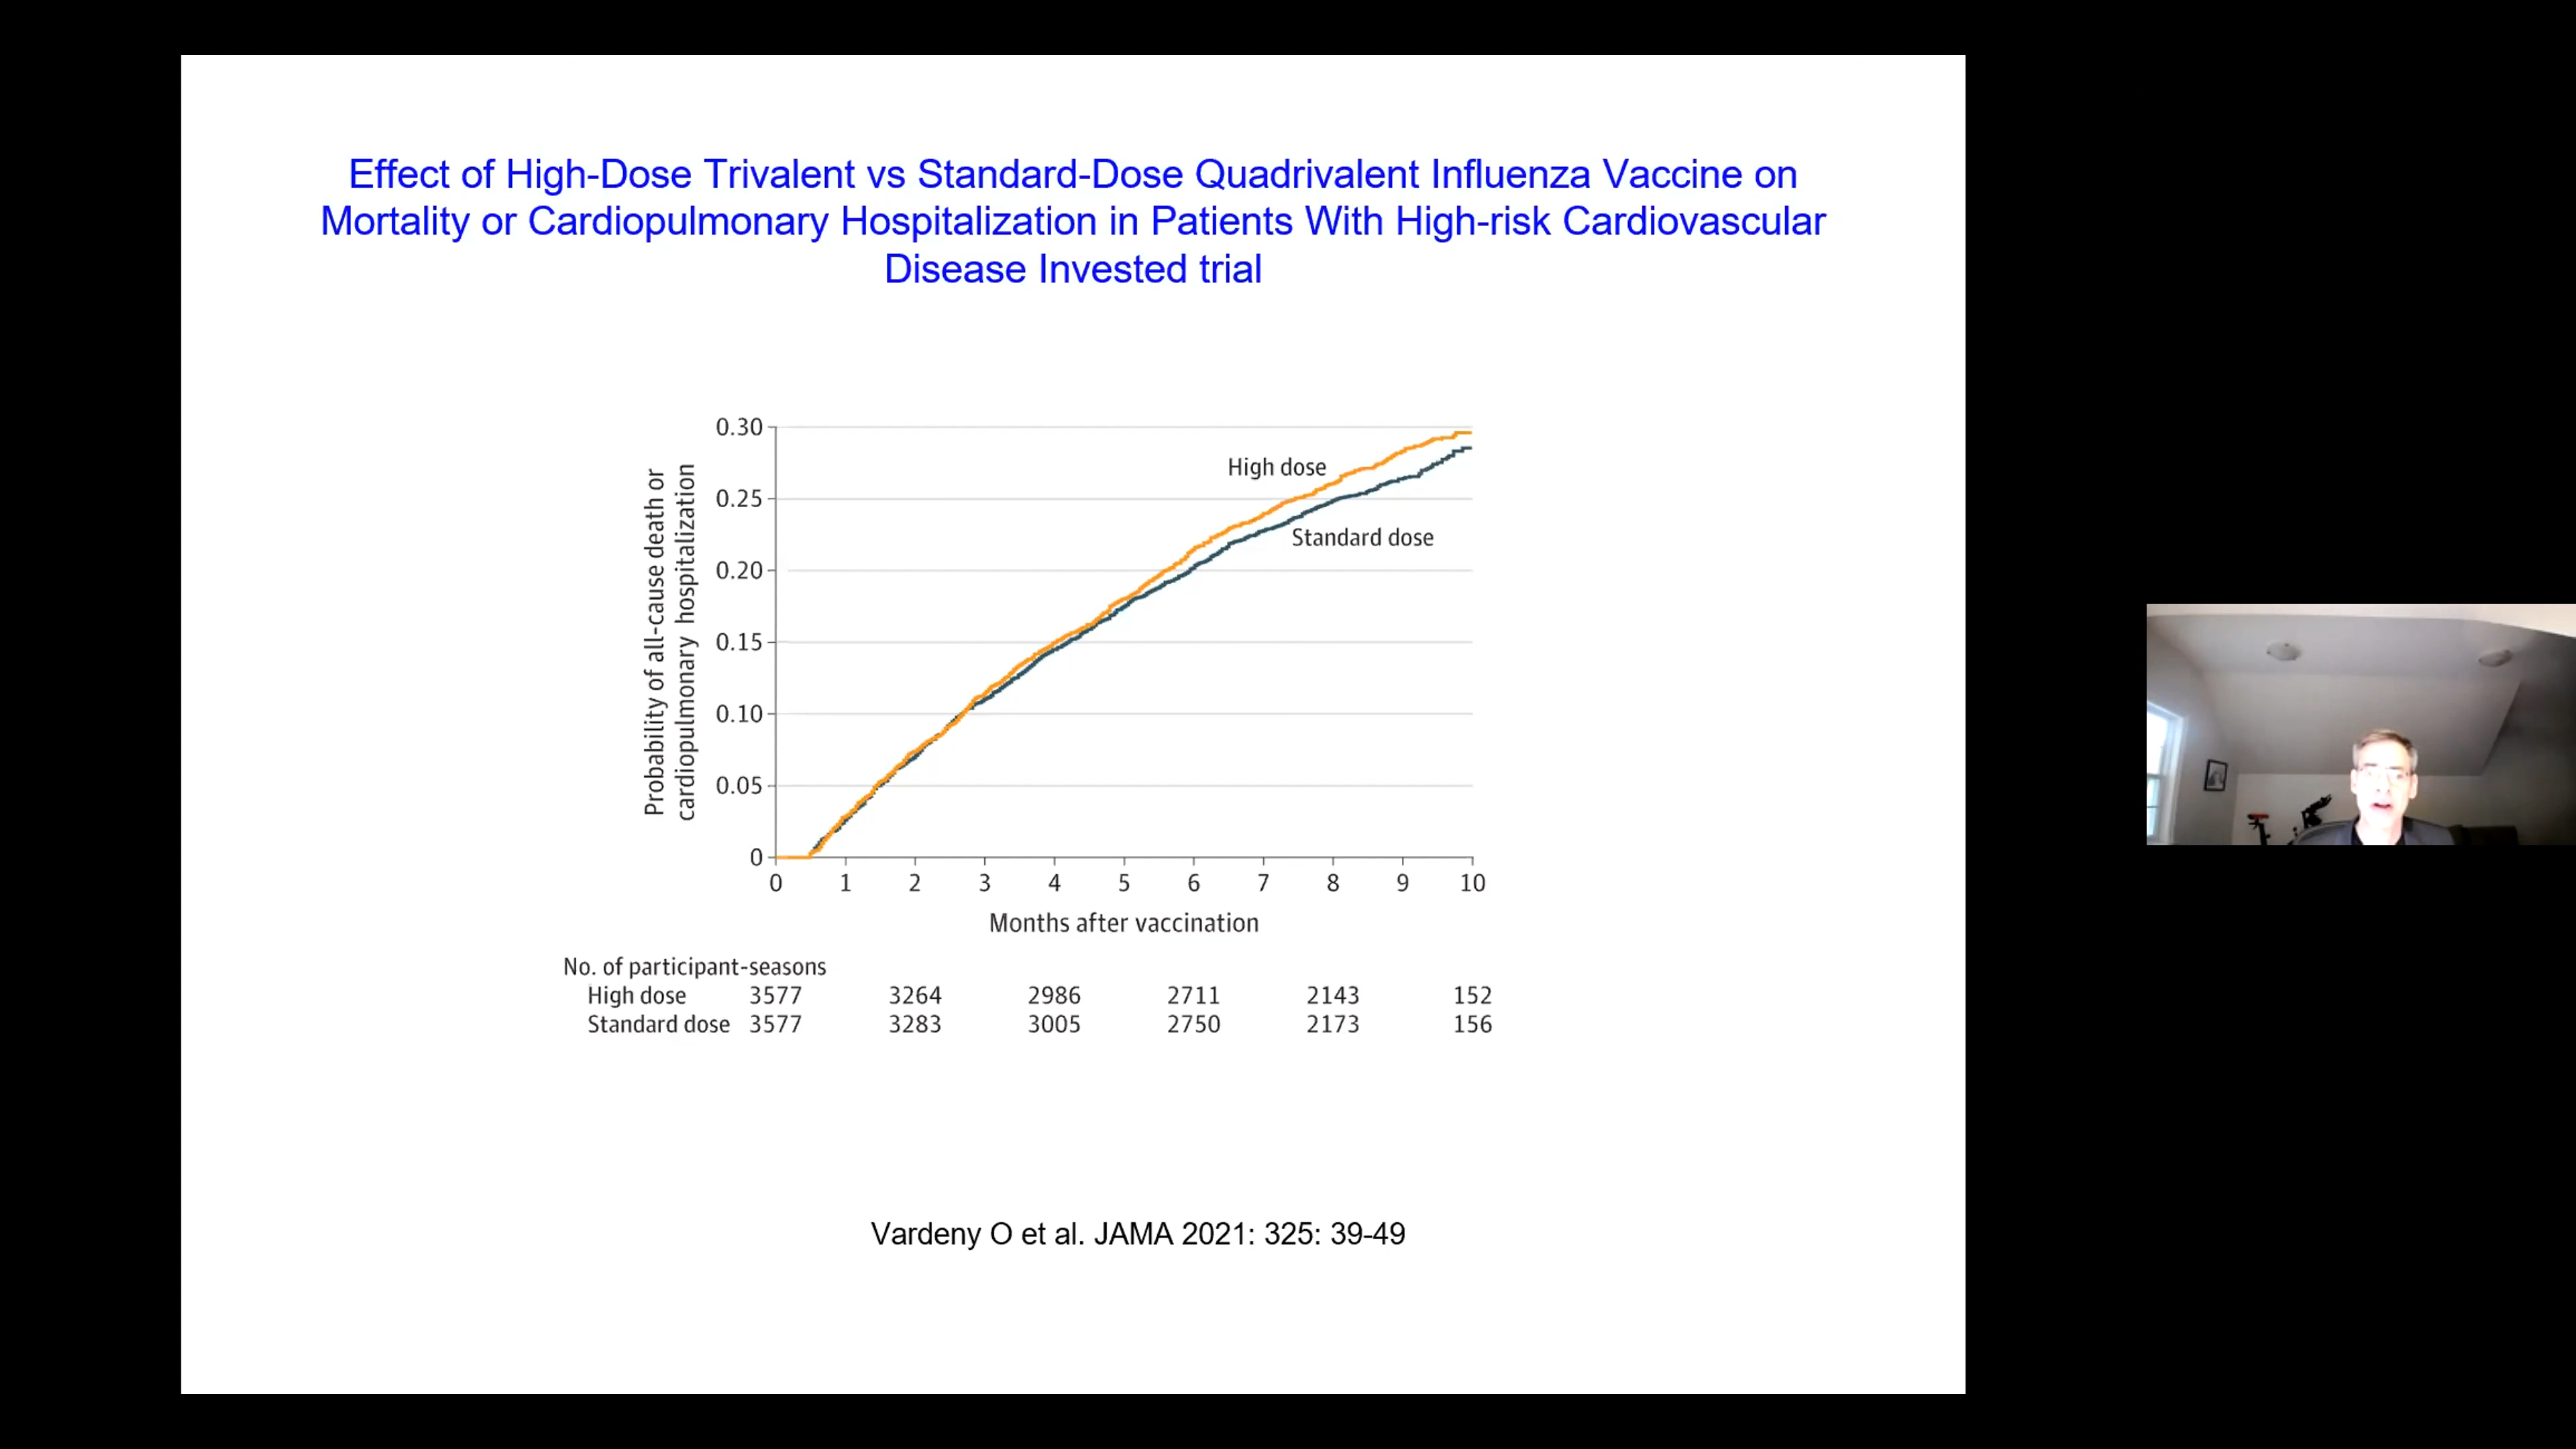 Effect of High-Dose Trivalent vs Standard-Dose Quadrivalent Influenza Vaccine on
Mortality or Cardiopulmonary Hospitalization in Patients With High-risk Cardiovascular
Disease Invested trial
Probability of all-cause death or
cardiopulmonary hospitalization
0.30
0.25
0.20
0.15
0.10
0.05
0
High dose
Standard dose
0 1 2 3 4 5 6 7 8 9 10
Months after vaccination
No. of participant-seasons
High dose 3577 3264 2986 2711 2143 152
Standard dose 3577 3283 3005 2750 2173 156
Vardeny O et al. JAMA 2021: 325: 39-49